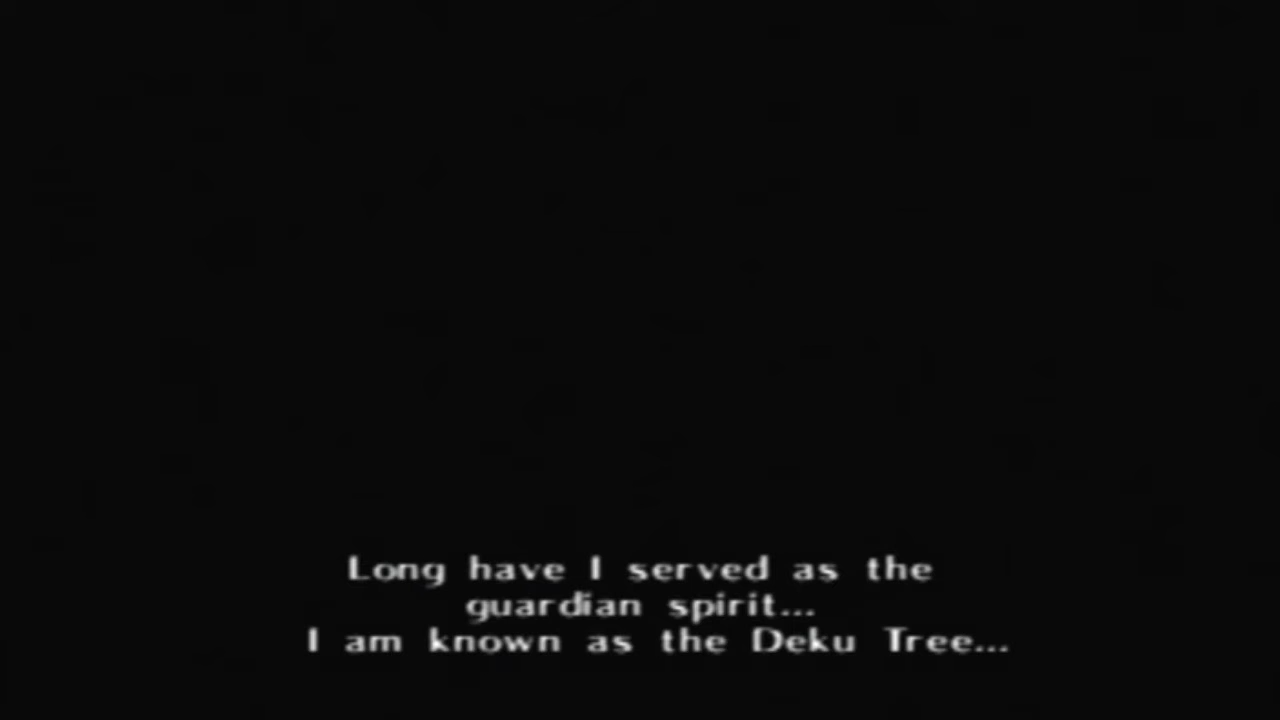 Long have I served as the
guardian spirit...
I am known as the Deku Tree...